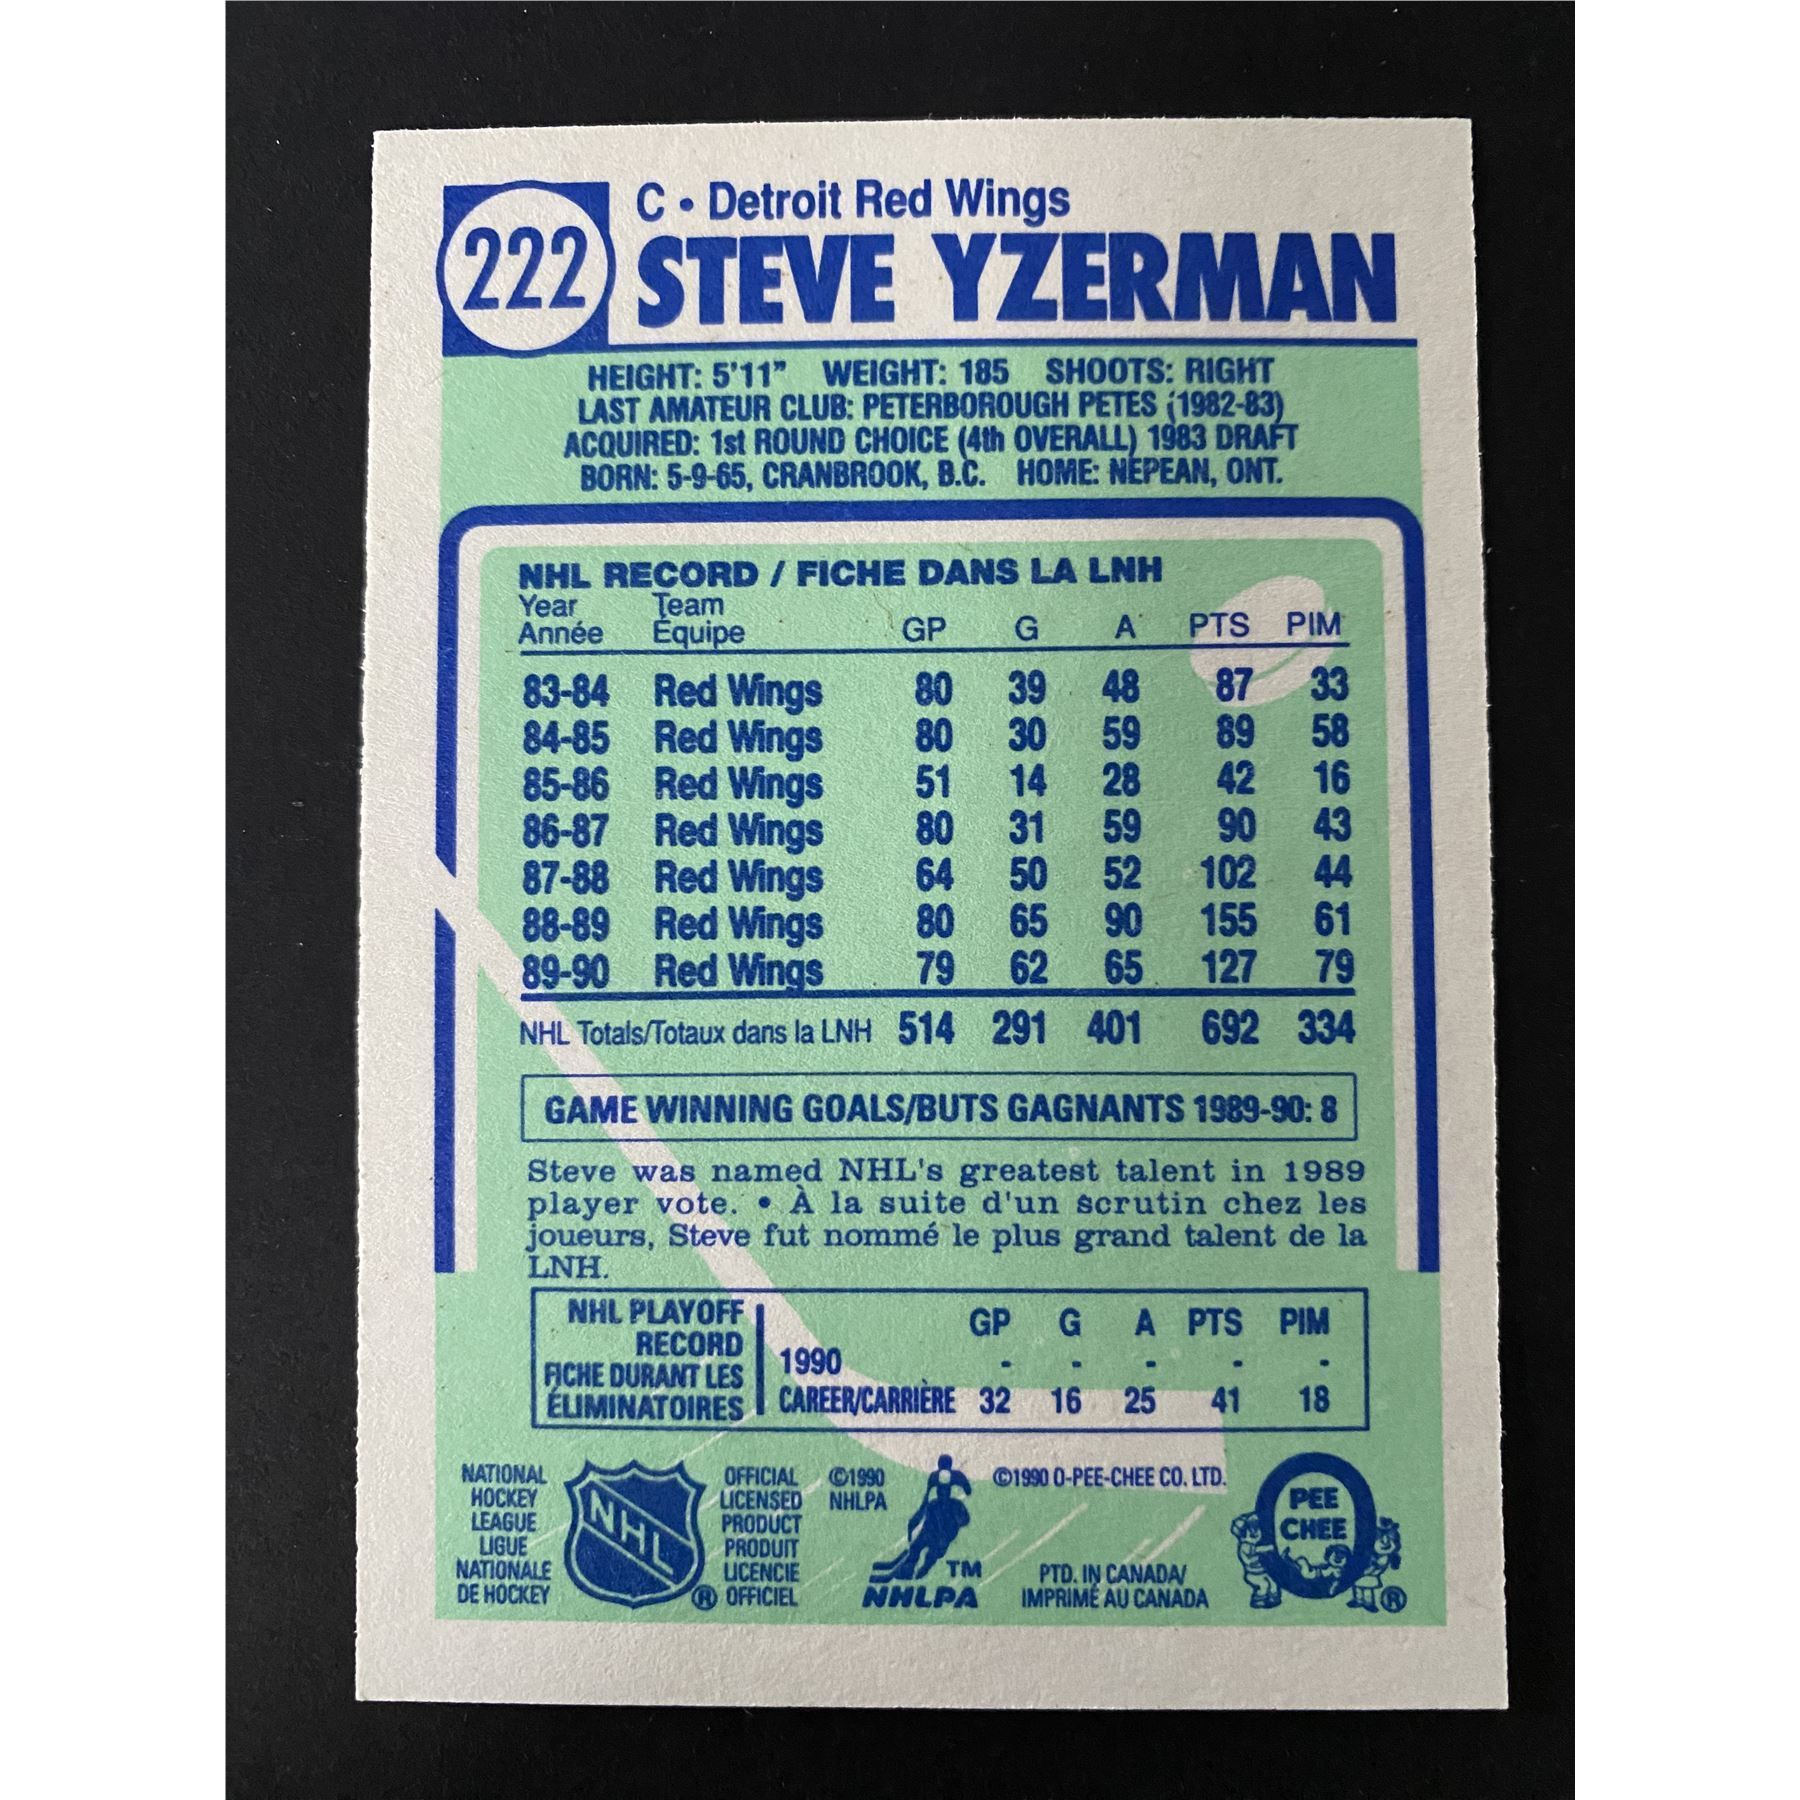 222
C • Detroit Red Wings
STEVE YZERMAN
HEIGHT: 5'11" WEIGHT: 185 SHOOTS: RIGHT
LAST AMATEUR CLUB: PETERBOROUGH PETES (1982-83)
ACQUIRED: 1st ROUND CHOICE (4th OVERALL) 1983 DRAFT
BORN: 5-9-65, CRANBROOK, B.C. HOME: NEPEAN, ONT.
NHL RECORD / FICHE DANS LA LNH
Year Team
Année Équipe GP G A PTS PIM
83-84 Red Wings 80 39 48 87 33
84-85 Red Wings 80 30 59 89 58
85-86 Red Wings 51 14 28 42 16
86-87 Red Wings 80 31 59 90 43
87-88 Red Wings 64 50 52 102 44
88-89 Red Wings 80 65 90 155 61
89-90 Red Wings 79 62 65 127 79
NHL Totals/Totaux dans la LNH 514 291 401 692 334
GAME WINNING GOALS/BUTS GAGNANTS 1989-90: 8
Steve was named NHL's greatest talent in 1989
player vote. • À la suite d'un scrutin chez les
joueurs, Steve fut nommé le plus grand talent de la
LNH.
NHL PLAYOFF
RECORD
FICHE DURANT LES
ÉLIMINATOIRES
GP G A PTS PIM
1990 - - - - -
CAREER/CARRIÈRE 32 16 25 41 18
NATIONAL
HOCKEY
LEAGUE
LIGUE
NATIONALE
DE HOCKEY
NHL
®
OFFICIAL
LICENSED
PRODUCT
PRODUIT
LICENCIE
OFFICIEL
©1990
NHLPA
TM
NHLPA
©1990 O-PEE-CHEE CO. LTD.
PTD. IN CANADA/
IMPRIMÉ AU CANADA
PEE
CHEE
®